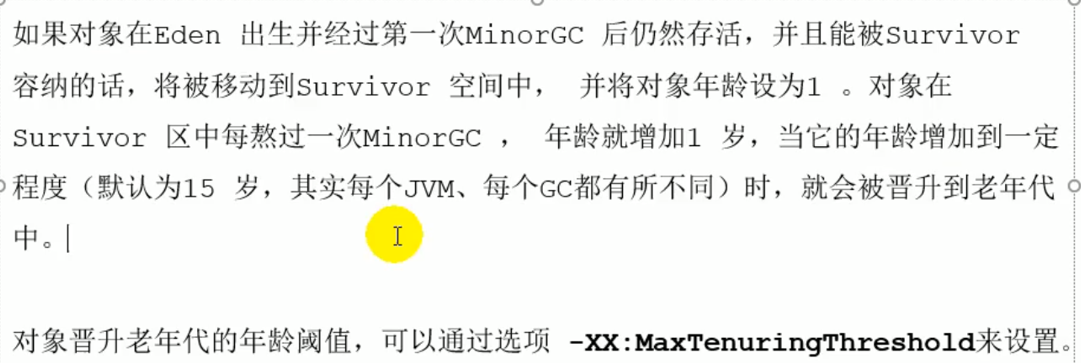 如果对象在Eden 出生并经过第一次MinorGC 后仍然存活，并且能被Survivor
容纳的话，将被移动到Survivor 空间中， 并将对象年龄设为1 。对象在
Survivor 区中每熬过一次MinorGC ， 年龄就增加1 岁，当它的年龄增加到一定
程度（默认为15 岁，其实每个JVM、每个GC都有所不同）时，就会被晋升到老年代
中。
对象晋升老年代的年龄阈值，可以通过选项 -XX:MaxTenuringThreshold来设置。